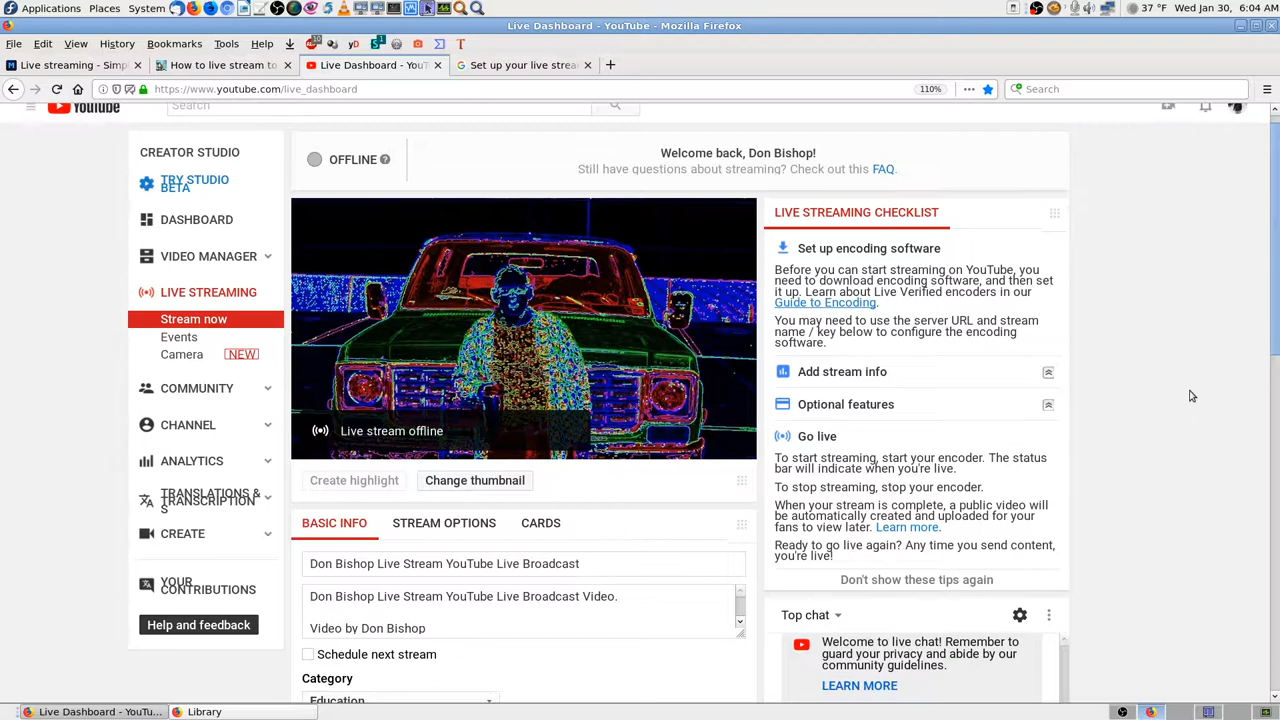 Applications Places System 37 °F Wed Jan 30, 6:04 AM
Live Dashboard - YouTube - Mozilla Firefox
File Edit View History Bookmarks Tools Help
Live streaming - Simpl
How to live stream to
Live Dashboard - YouT
Set up your live strea
https://www.youtube.com/live_dashboard
110%
Search
YouTube
Search
CREATOR STUDIO
TRY STUDIO
BETA
DASHBOARD
VIDEO MANAGER
LIVE STREAMING
Stream now
Events
Camera NEW
COMMUNITY
CHANNEL
ANALYTICS
TRANSLATIONS &
TRANSCRIPTION
S
CREATE
YOUR
CONTRIBUTIONS
Help and feedback
OFFLINE
Welcome back, Don Bishop!
Still have questions about streaming? Check out this FAQ.
Live stream offline
Create highlight
Change thumbnail
BASIC INFO
STREAM OPTIONS
CARDS
Don Bishop Live Stream YouTube Live Broadcast
Don Bishop Live Stream YouTube Live Broadcast Video.
Video by Don Bishop
Schedule next stream
Category
Education
LIVE STREAMING CHECKLIST
Set up encoding software
Before you can start streaming on YouTube, you
need to download encoding software, and then set
it up. Learn about Live Verified encoders in our
Guide to Encoding.
You may need to use the server URL and stream
name / key below to configure the encoding
software.
Add stream info
Optional features
Go live
To start streaming, start your encoder. The status
bar will indicate when you're live.
To stop streaming, stop your encoder.
When your stream is complete, a public video will
be automatically created and uploaded for your
fans to view later. Learn more.
Ready to go live again? Any time you send content,
you're live!
Don't show these tips again
Top chat
Welcome to live chat! Remember to
guard your privacy and abide by our
community guidelines.
LEARN MORE
Live Dashboard - YouTu...
Library